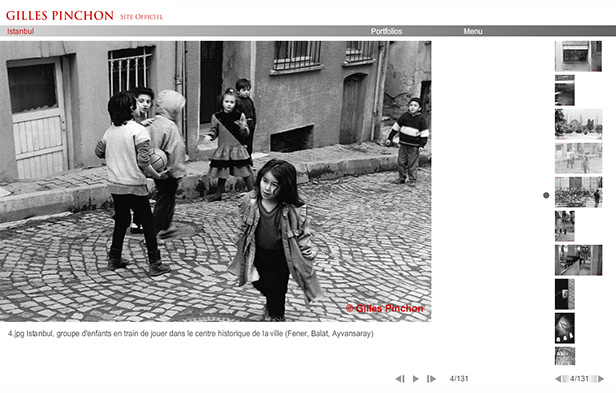 GILLES PINCHON SITE OFFICIEL
Istanbul Portfolios Menu
© Gilles Pinchon
4.jpg Istanbul, groupe d'enfants en train de jouer dans le centre historique de la ville (Fener, Balat, Ayvansaray)
4/131 4/131